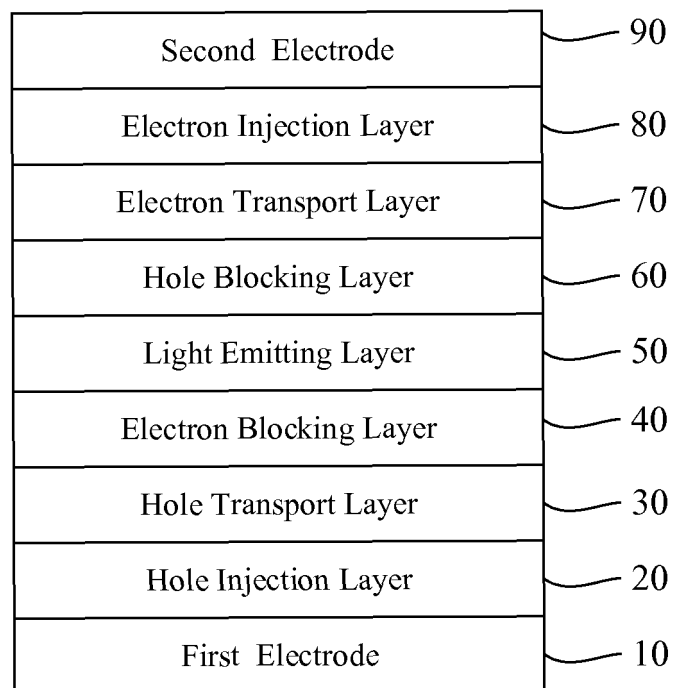 Second Electrode 90
Electron Injection Layer 80
Electron Transport Layer 70
Hole Blocking Layer 60
Light Emitting Layer 50
Electron Blocking Layer 40
Hole Transport Layer 30
Hole Injection Layer 20
First Electrode 10